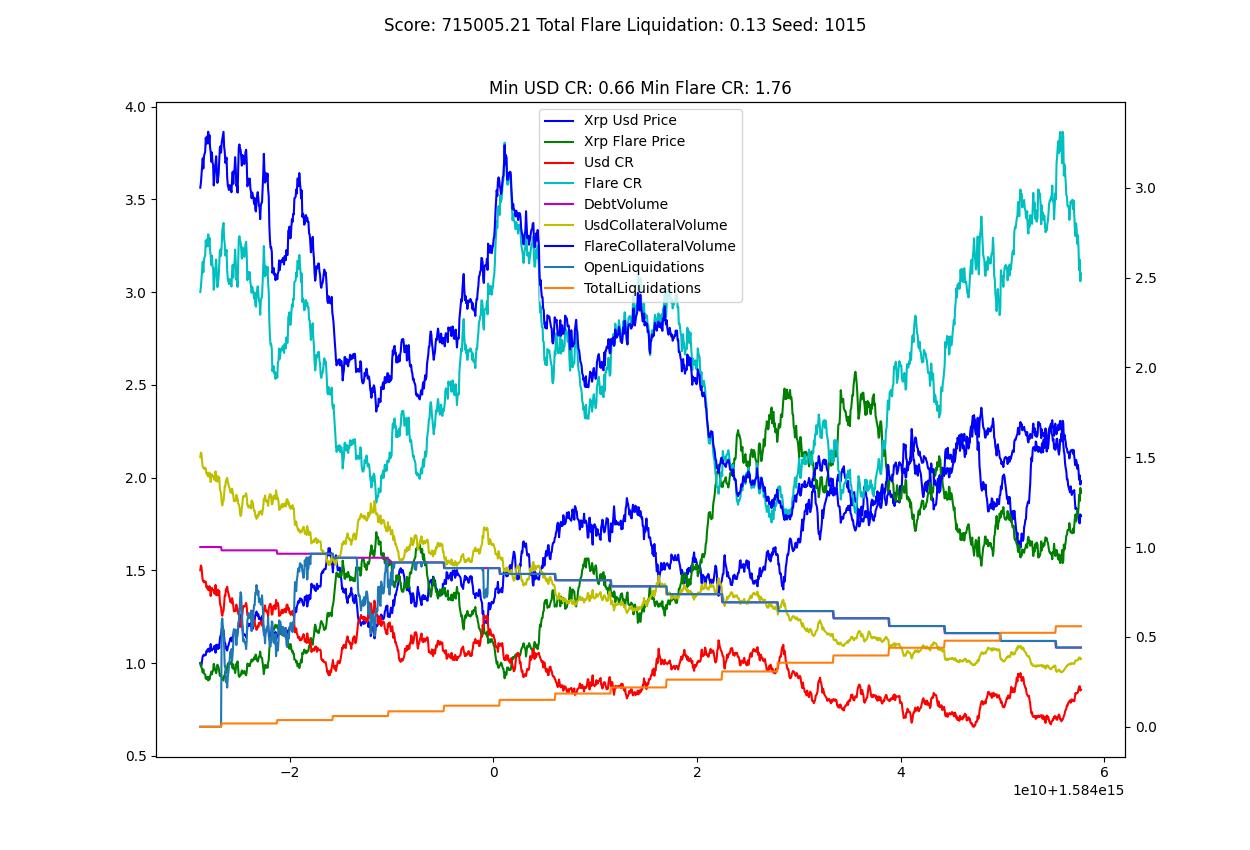 Score: 715005.21 Total Flare Liquidation: 0.13 Seed: 1015
Min USD CR: 0.66 Min Flare CR: 1.76
Xrp Usd Price
Xrp Flare Price
Usd CR
Flare CR
DebtVolume
UsdCollateralVolume
FlareCollateralVolume
OpenLiquidations
TotalLiquidations
4.0
3.5
3.0
2.5
2.0
1.5
1.0
0.5
3.0
2.5
2.0
1.5
1.0
0.5
0.0
−2 0 2 4 6
1e10+1.584e15